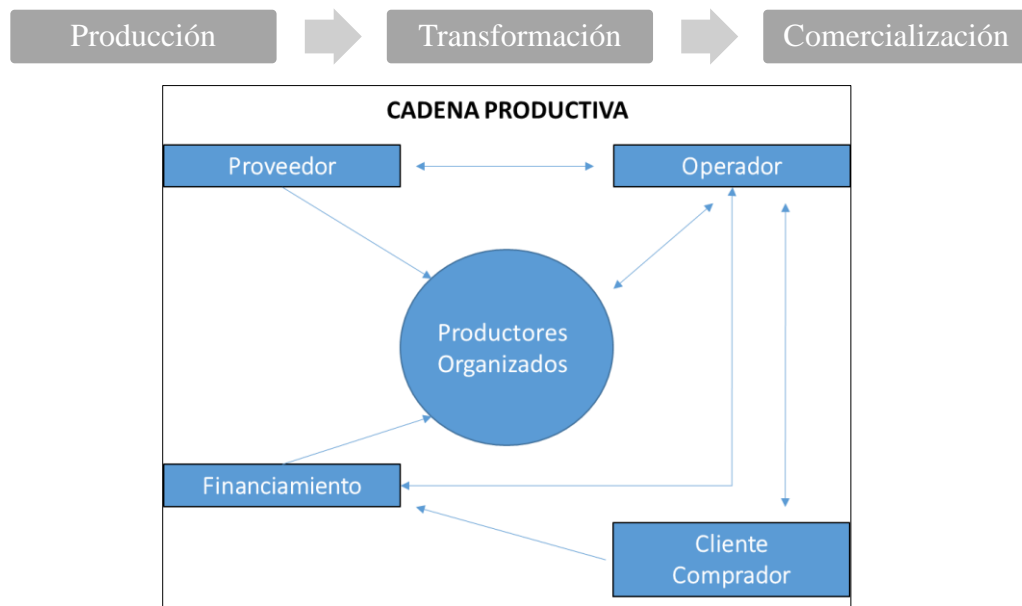 Producción
Transformación
Comercialización
CADENA PRODUCTIVA
Proveedor
Operador
Productores
Organizados
Financiamiento
Cliente
Comprador